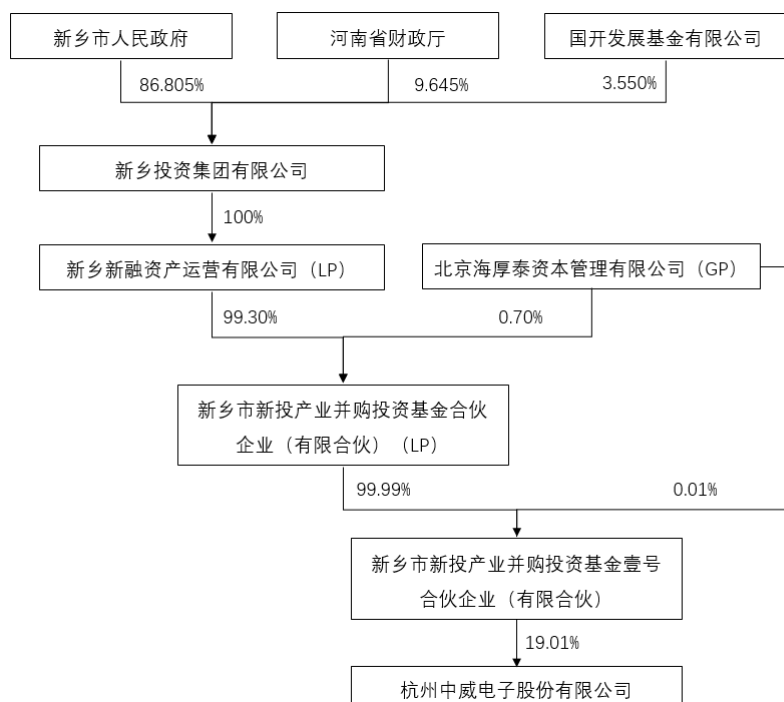 新乡市人民政府
河南省财政厅
国开发展基金有限公司
86.805%
9.645%
3.550%
新乡投资集团有限公司
100%
新乡新融资产运营有限公司（LP）
北京海厚泰资本管理有限公司（GP）
99.30%
0.70%
新乡市新投产业并购投资基金合伙
企业（有限合伙）（LP）
99.99%
0.01%
新乡市新投产业并购投资基金壹号
合伙企业（有限合伙）
19.01%
杭州中威电子股份有限公司